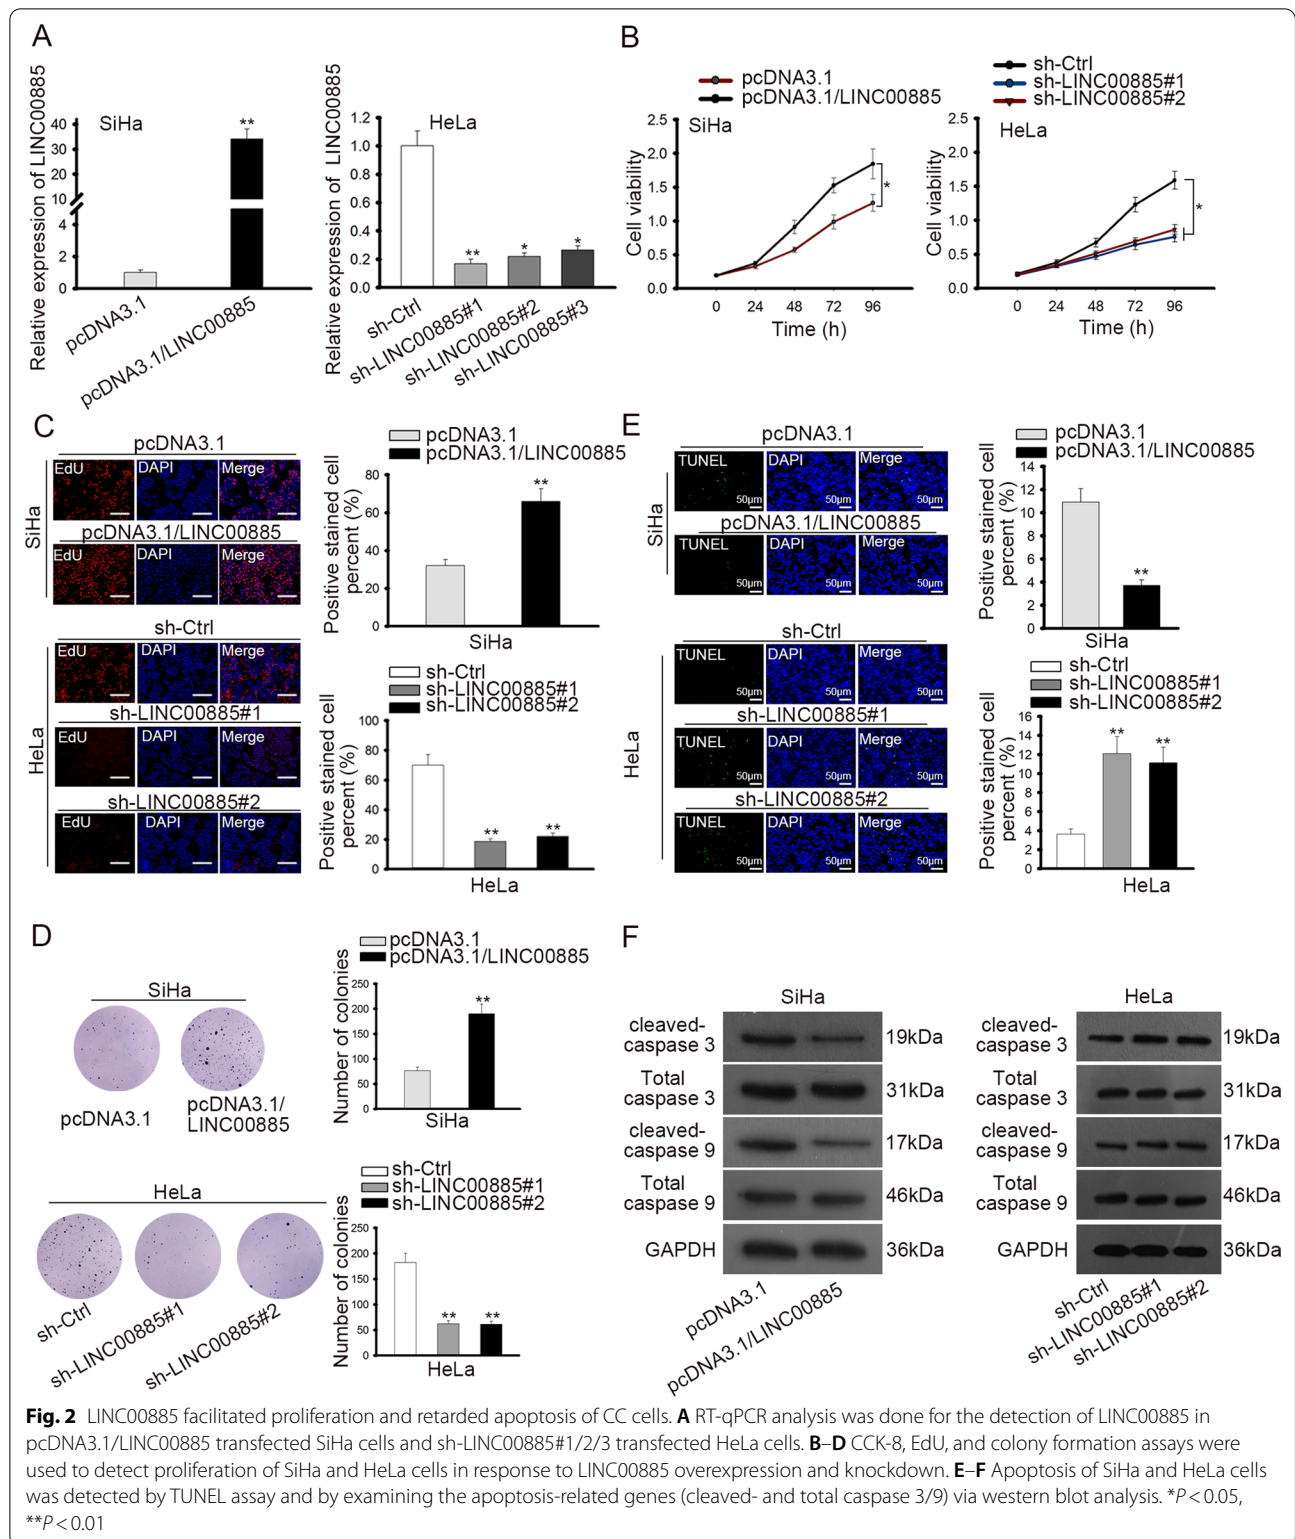 A
Relative expression of LINC00885
SiHa
40
30
20
10
4
2
0
**
pcDNA3.1
pcDNA3.1/LINC00885
Relative expression of LINC00885
HeLa
1.2
1.0
0.8
0.6
0.4
0.2
0.0
**
*
*
sh-Ctrl
sh-LINC00885#1
sh-LINC00885#2
sh-LINC00885#3
B
pcDNA3.1
pcDNA3.1/LINC00885
SiHa
Cell viability
2.5
2.0
1.5
1.0
0.5
0.0
*
0 24 48 72 96
Time (h)
sh-Ctrl
sh-LINC00885#1
sh-LINC00885#2
HeLa
Cell viability
2.5
2.0
1.5
1.0
0.5
0.0
*
0 24 48 72 96
Time (h)
C
SiHa
pcDNA3.1
EdU DAPI Merge
pcDNA3.1/LINC00885
EdU DAPI Merge
HeLa
sh-Ctrl
EdU DAPI Merge
sh-LINC00885#1
EdU DAPI Merge
sh-LINC00885#2
EdU DAPI Merge
pcDNA3.1
pcDNA3.1/LINC00885
Positive stained cell
percent (%)
80
60
40
20
0
**
SiHa
sh-Ctrl
sh-LINC00885#1
sh-LINC00885#2
Positive stained cell
percent (%)
100
80
60
40
20
0
** **
HeLa
E
SiHa
pcDNA3.1
TUNEL DAPI Merge
50μm 50μm 50μm
pcDNA3.1/LINC00885
TUNEL DAPI Merge
50μm 50μm 50μm
HeLa
sh-Ctrl
TUNEL DAPI Merge
50μm 50μm 50μm
sh-LINC00885#1
TUNEL DAPI Merge
50μm 50μm 50μm
sh-LINC00885#2
TUNEL DAPI Merge
50μm 50μm 50μm
pcDNA3.1
pcDNA3.1/LINC00885
Positive stained cell
percent (%)
14
12
10
8
6
4
2
0
**
SiHa
sh-Ctrl
sh-LINC00885#1
sh-LINC00885#2
Positive stained cell
percent (%)
16
14
12
10
8
6
4
2
0
** **
HeLa
D
SiHa
pcDNA3.1
pcDNA3.1/
LINC00885
HeLa
sh-Ctrl
sh-LINC00885#1
sh-LINC00885#2
pcDNA3.1
pcDNA3.1/LINC00885
Number of colonies
250
200
150
100
50
0
**
SiHa
sh-Ctrl
sh-LINC00885#1
sh-LINC00885#2
Number of colonies
250
200
150
100
50
0
** **
HeLa
F
SiHa
cleaved-
caspase 3
19kDa
Total
caspase 3
31kDa
cleaved-
caspase 9
17kDa
Total
caspase 9
46kDa
GAPDH
36kDa
pcDNA3.1
pcDNA3.1/LINC00885
HeLa
cleaved-
caspase 3
19kDa
Total
caspase 3
31kDa
cleaved-
caspase 9
17kDa
Total
caspase 9
46kDa
GAPDH
36kDa
sh-Ctrl
sh-LINC00885#1
sh-LINC00885#2
Fig. 2 LINC00885 facilitated proliferation and retarded apoptosis of CC cells. A RT-qPCR analysis was done for the detection of LINC00885 in
pcDNA3.1/LINC00885 transfected SiHa cells and sh-LINC00885#1/2/3 transfected HeLa cells. B–D CCK-8, EdU, and colony formation assays were
used to detect proliferation of SiHa and HeLa cells in response to LINC00885 overexpression and knockdown. E–F Apoptosis of SiHa and HeLa cells
was detected by TUNEL assay and by examining the apoptosis-related genes (cleaved- and total caspase 3/9) via western blot analysis. *P < 0.05,
**P < 0.01